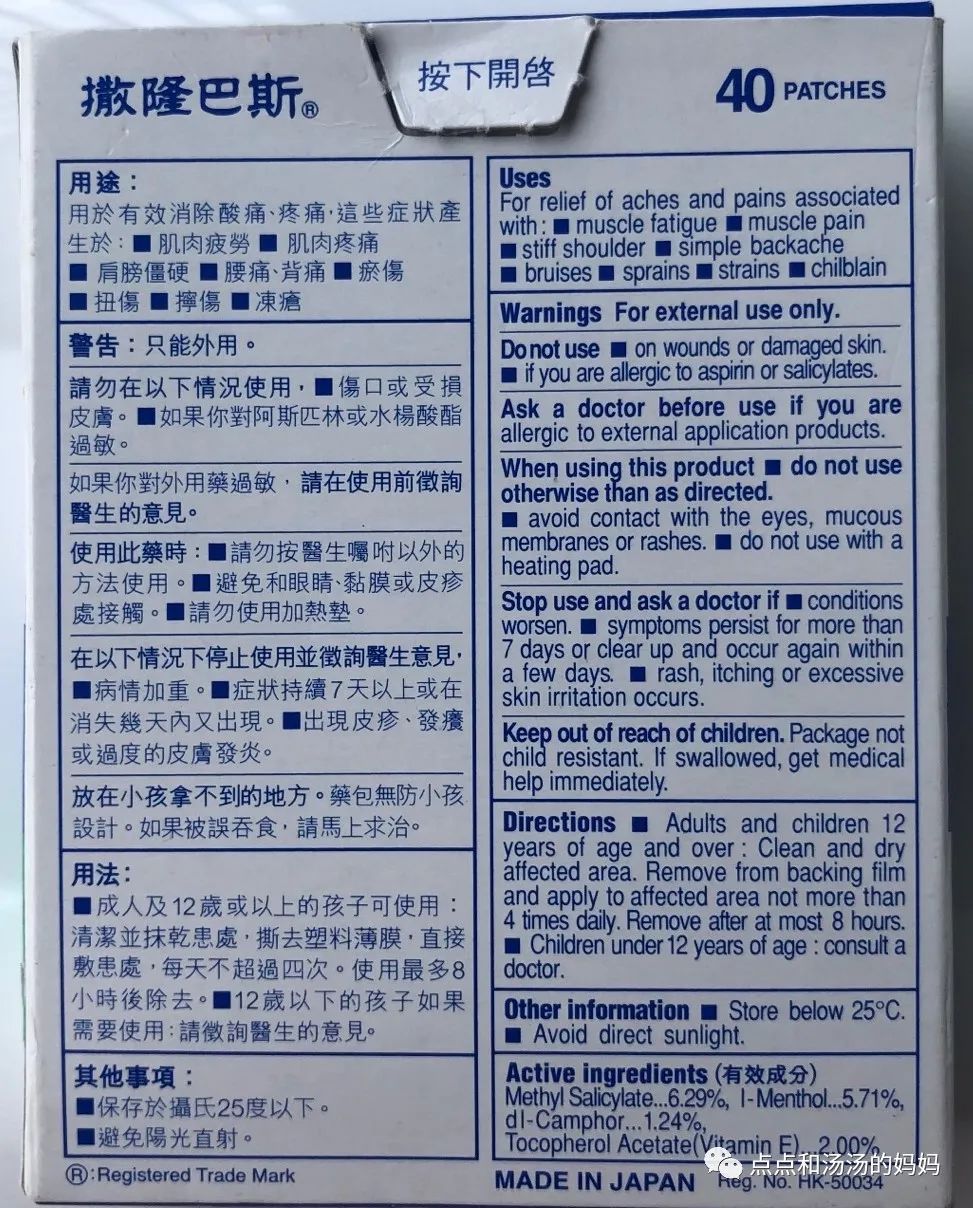 撒隆巴斯®
按下開啓
40 PATCHES
用途：
用於有效消除酸痛、疼痛，這些症狀產
生於：■ 肌肉疲勞 ■ 肌肉疼痛
■ 肩膀僵硬 ■ 腰痛、背痛 ■ 瘀傷
■ 扭傷 ■ 擰傷 ■ 凍瘡
警告：只能外用。
請勿在以下情況使用，■傷口或受損
皮膚。■如果你對阿斯匹林或水楊酸酯
過敏。
如果你對外用藥過敏，請在使用前徵詢
醫生的意見。
使用此藥時：■請勿按醫生囑咐以外的
方法使用。■避免和眼睛、黏膜或皮疹
處接觸。■請勿使用加熱墊。
在以下情況下停止使用並徵詢醫生意見，
■病情加重。■症狀持續7天以上或在
消失幾天內又出現。■出現皮疹、發癢
或過度的皮膚發炎。
放在小孩拿不到的地方。藥包無防小孩
設計。如果被誤吞食，請馬上求治。
用法：
■成人及12歲或以上的孩子可使用：
清潔並抹乾患處，撕去塑料薄膜，直接
敷患處，每天不超過四次。使用最多8
小時後除去。■12歲以下的孩子如果
需要使用：請徵詢醫生的意見。
其他事項：
■保存於攝氏25度以下。
■避免陽光直射。
®:Registered Trade Mark
Uses
For relief of aches and pains associated
with : ■ muscle fatigue ■ muscle pain
■ stiff shoulder ■ simple backache
■ bruises ■ sprains ■ strains ■ chilblain
Warnings For external use only.
Do not use ■ on wounds or damaged skin.
■ if you are allergic to aspirin or salicylates.
Ask a doctor before use if you are
allergic to external application products.
When using this product ■ do not use
otherwise than as directed.
■ avoid contact with the eyes, mucous
membranes or rashes. ■ do not use with a
heating pad.
Stop use and ask a doctor if ■ conditions
worsen. ■ symptoms persist for more than
7 days or clear up and occur again within
a few days. ■ rash, itching or excessive
skin irritation occurs.
Keep out of reach of children. Package not
child resistant. If swallowed, get medical
help immediately.
Directions ■ Adults and children 12
years of age and over : Clean and dry
affected area. Remove from backing film
and apply to affected area not more than
4 times daily. Remove after at most 8 hours.
■ Children under 12 years of age : consult a
doctor.
Other information ■ Store below 25°C.
■ Avoid direct sunlight.
Active ingredients (有效成分)
Methyl Salicylate...6.29%, l-Menthol...5.71%,
dl-Camphor...1.24%,
Tocopherol Acetate(Vitamin E)...2.00%
MADE IN JAPAN Reg. No. HK-50034
点点和汤汤的妈妈